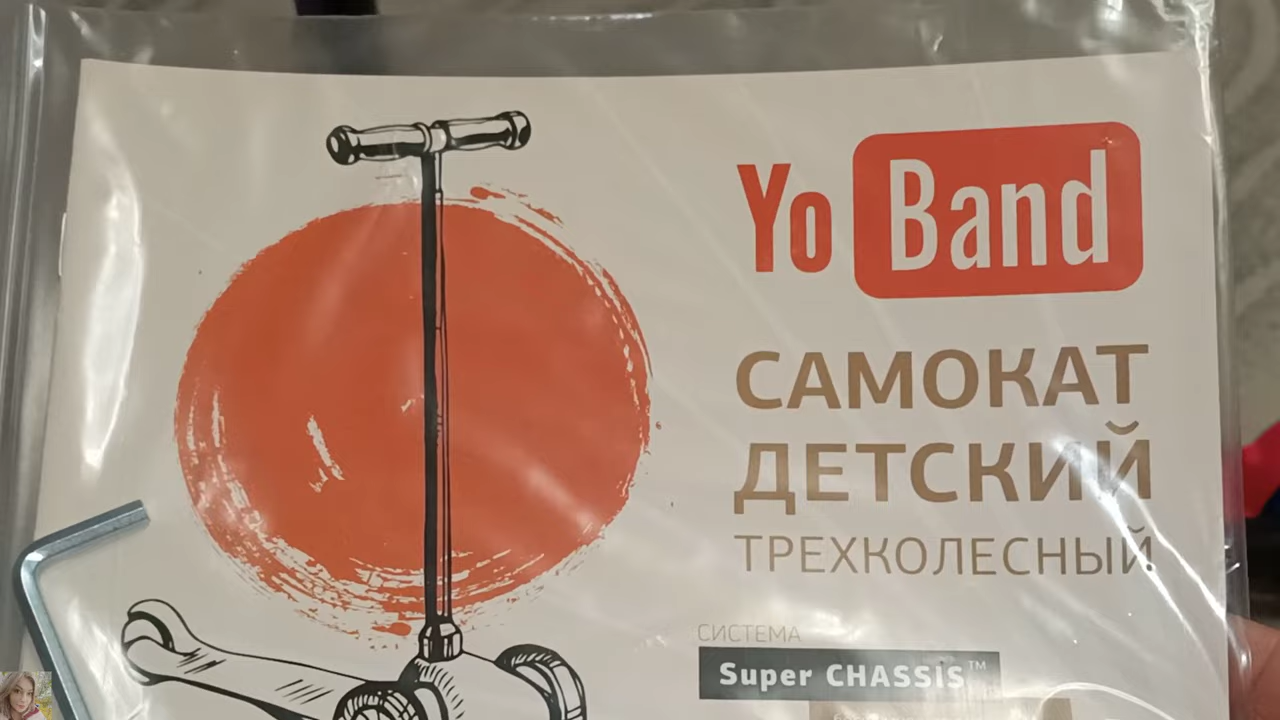 Yo Band
САМОКАТ
ДЕТСКИЙ
ТРЕХКОЛЕСНЫЙ
СИСТЕМА
Super CHASSIS™